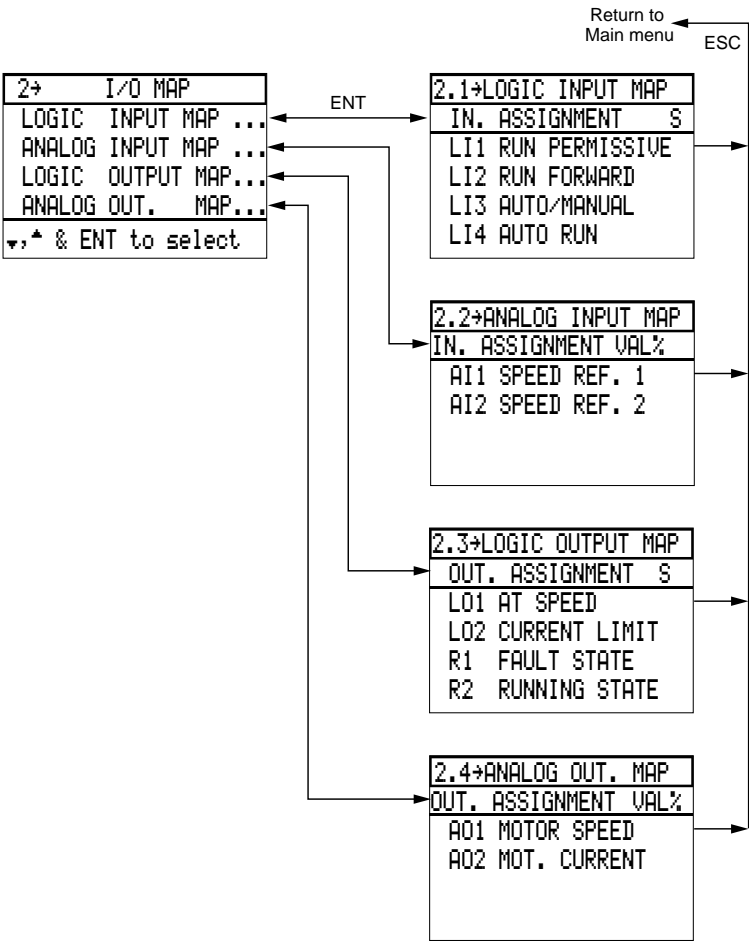 Return to
Main menu
ESC
2→ I/O MAP
LOGIC INPUT MAP ...
ANALOG INPUT MAP ...
LOGIC OUTPUT MAP...
ANALOG OUT. MAP...
▾,▴ & ENT to select
ENT
2.1→LOGIC INPUT MAP
IN. ASSIGNMENT S
LI1 RUN PERMISSIVE
LI2 RUN FORWARD
LI3 AUTO/MANUAL
LI4 AUTO RUN
2.2→ANALOG INPUT MAP
IN. ASSIGNMENT VAL%
AI1 SPEED REF. 1
AI2 SPEED REF. 2
2.3→LOGIC OUTPUT MAP
OUT. ASSIGNMENT S
LO1 AT SPEED
LO2 CURRENT LIMIT
R1 FAULT STATE
R2 RUNNING STATE
2.4→ANALOG OUT. MAP
OUT. ASSIGNMENT VAL%
AO1 MOTOR SPEED
AO2 MOT. CURRENT